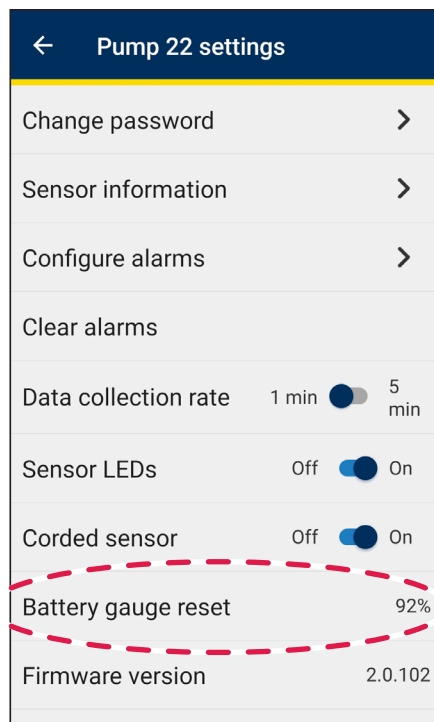 Pump 22 settings
Change password
Sensor information
Configure alarms
Clear alarms
Data collection rate 1 min 5 min
Sensor LEDs Off On
Corded sensor Off On
Battery gauge reset 92%
Firmware version 2.0.102